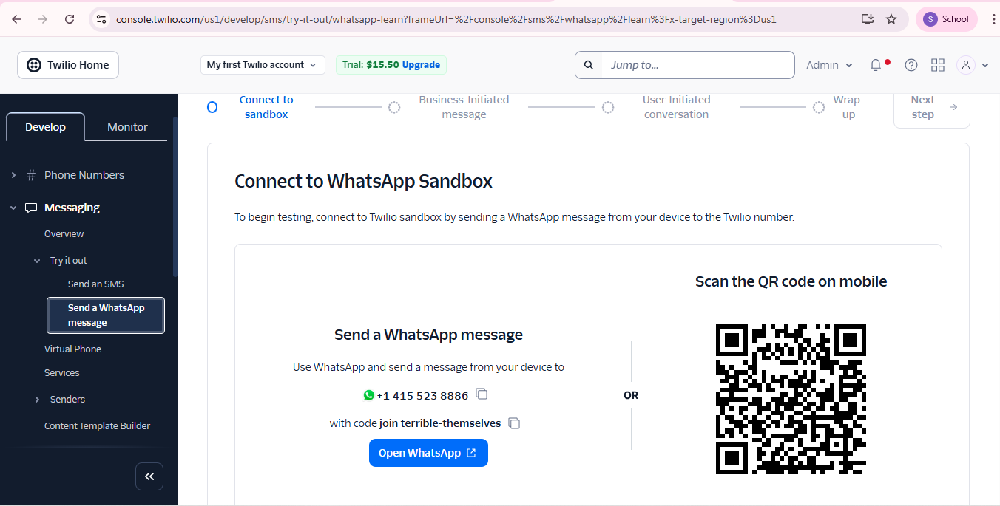 console.twilio.com/us1/develop/sms/try-it-out/whatsapp-learn?frameUrl=%2Fconsole%2Fsms%2Fwhatsapp%2Flearn%3Fx-target-region%3Dus1
S School
Twilio Home
My first Twilio account
Trial: $15.50 Upgrade
Jump to...
Admin
Develop
Monitor
Phone Numbers
Messaging
Overview
Try it out
Send an SMS
Send a WhatsApp
message
Virtual Phone
Services
Senders
Content Template Builder
Connect to
sandbox
Business-Initiated
message
User-Initiated
conversation
Wrap-
up
Next
step
Connect to WhatsApp Sandbox
To begin testing, connect to Twilio sandbox by sending a WhatsApp message from your device to the Twilio number.
Send a WhatsApp message
Use WhatsApp and send a message from your device to
+1 415 523 8886
with code join terrible-themselves
Open WhatsApp
OR
Scan the QR code on mobile